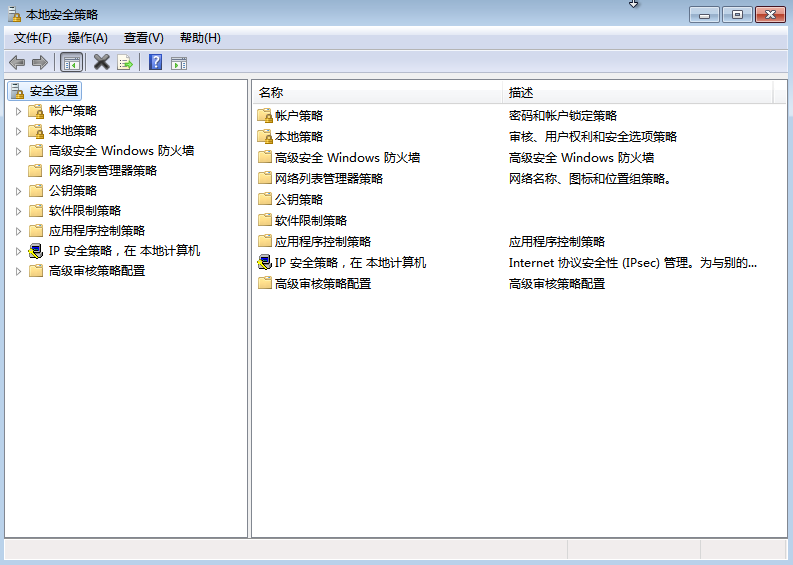 本地安全策略
文件(F) 操作(A) 查看(V) 帮助(H)
安全设置
帐户策略
本地策略
高级安全 Windows 防火墙
网络列表管理器策略
公钥策略
软件限制策略
应用程序控制策略
IP 安全策略，在 本地计算机
高级审核策略配置
名称 描述
帐户策略 密码和帐户锁定策略
本地策略 审核、用户权利和安全选项策略
高级安全 Windows 防火墙 高级安全 Windows 防火墙
网络列表管理器策略 网络名称、图标和位置组策略。
公钥策略
软件限制策略
应用程序控制策略 应用程序控制策略
IP 安全策略，在 本地计算机 Internet 协议安全性 (IPsec) 管理。为与别的...
高级审核策略配置 高级审核策略配置